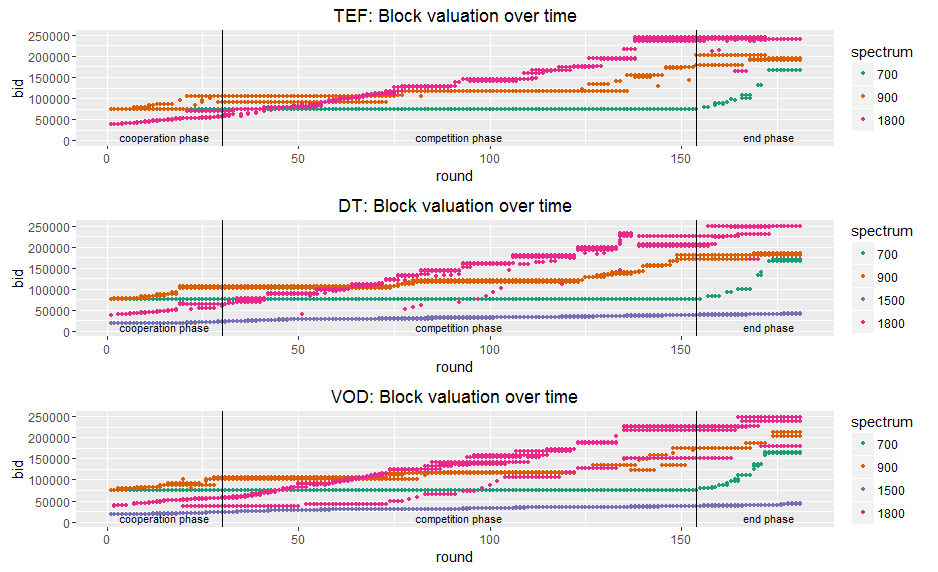 TEF: Block valuation over time
250000
200000
150000
100000
50000
0
bid
cooperation phase
competition phase
end phase
0
50
100
150
round
spectrum
700
900
1800
DT: Block valuation over time
250000
200000
150000
100000
50000
0
bid
cooperation phase
competition phase
end phase
0
50
100
150
round
spectrum
700
900
1500
1800
VOD: Block valuation over time
250000
200000
150000
100000
50000
0
bid
cooperation phase
competition phase
end phase
0
50
100
150
round
spectrum
700
900
1500
1800